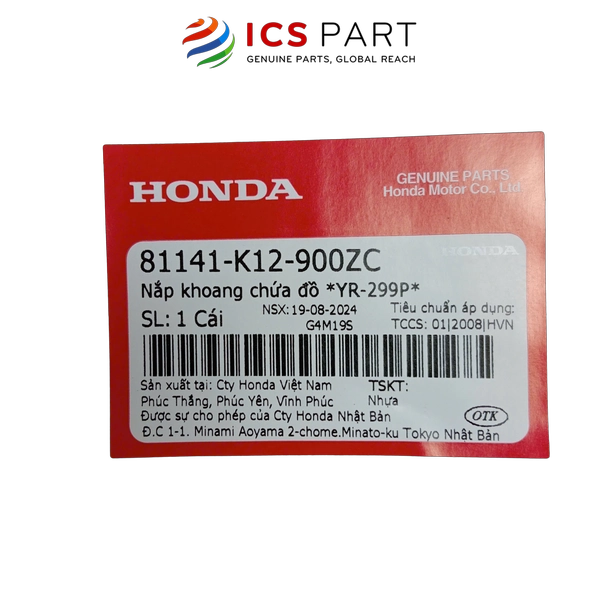 ICS PART
GENUINE PARTS, GLOBAL REACH
HONDA
GENUINE PARTS
Honda Motor Co., Ltd.
HONDA
81141-K12-900ZC
Nắp khoang chứa đồ *YR-299P*
SL: 1 Cái
NSX: 19-08-2024
G4M19S
Tiêu chuẩn áp dụng:
TCCS: 01|2008|HVN
Sản xuất tại: Cty Honda Việt Nam
TSKT:
Phúc Thắng, Phúc Yên, Vĩnh Phúc
Nhựa
Được sự cho phép của Cty Honda Nhật Bản
OTK
Đ.C 1-1. Minami Aoyama 2-chome.Minato-ku Tokyo Nhật Bản